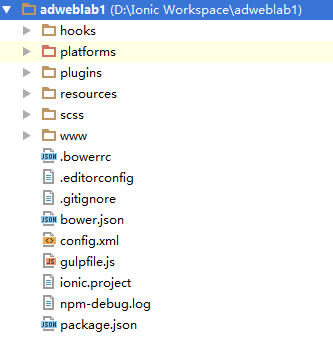 adweblab1 (D:\Ionic Workspace\adweblab1)
hooks
platforms
plugins
resources
scss
www
.bowerrc
.editorconfig
.gitignore
bower.json
config.xml
gulpfile.js
ionic.project
npm-debug.log
package.json